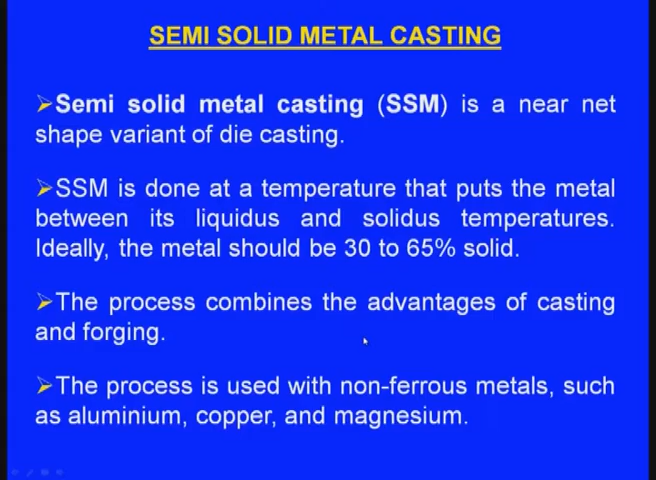 SEMI SOLID METAL CASTING
➢Semi solid metal casting (SSM) is a near net
shape variant of die casting.
➢SSM is done at a temperature that puts the metal
between its liquidus and solidus temperatures.
Ideally, the metal should be 30 to 65% solid.
➢The process combines the advantages of casting
and forging.
➢The process is used with non-ferrous metals, such
as aluminium, copper, and magnesium.